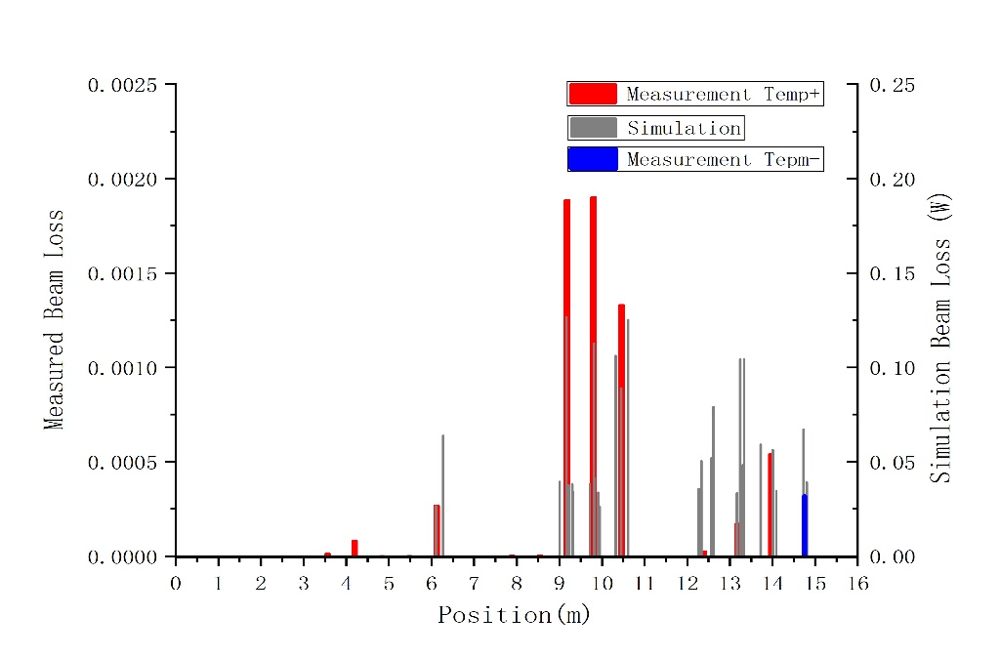 Measurement Temp+
Simulation
Measurement Tepm-
Measured Beam Loss
0.0025
0.0020
0.0015
0.0010
0.0005
0.0000
0.25
0.20
0.15
0.10
0.05
0.00
Simulation Beam Loss (W)
0 1 2 3 4 5 6 7 8 9 10 11 12 13 14 15 16
Position(m)